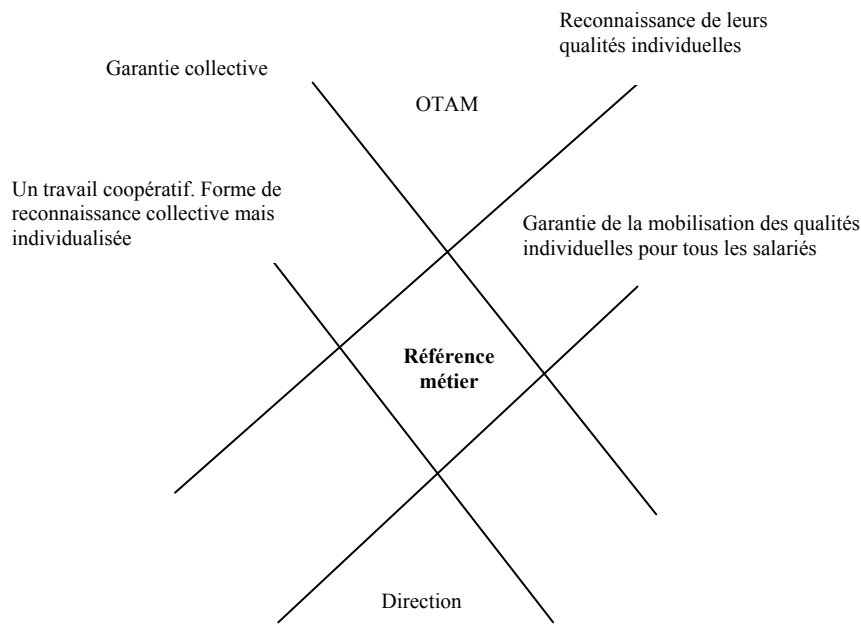 Reconnaissance de leurs
qualités individuelles
Garantie collective
OTAM
Un travail coopératif. Forme de
reconnaissance collective mais
individualisée
Garantie de la mobilisation des qualités
individuelles pour tous les salariés
Référence
métier
Direction